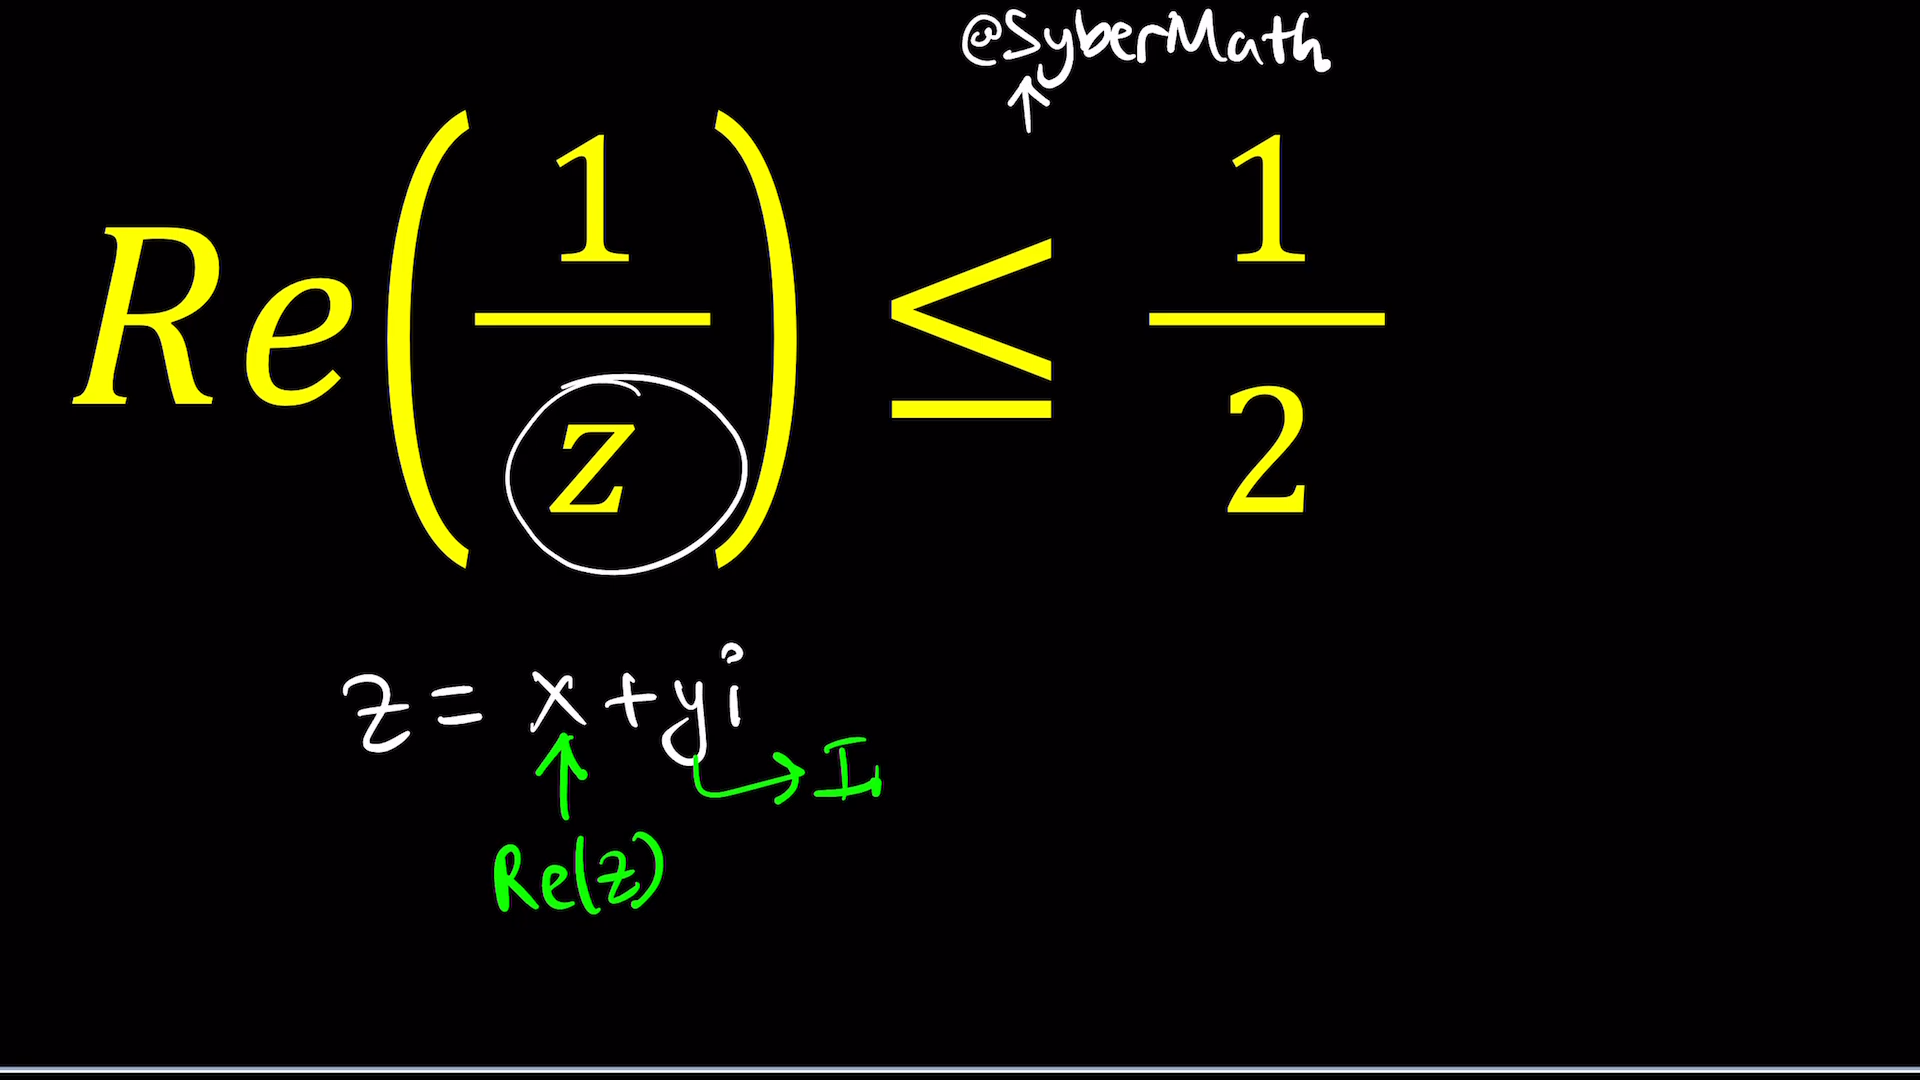 @SyberMath
Re(1/z) ≤ 1/2
z = x + yi
Re(z)